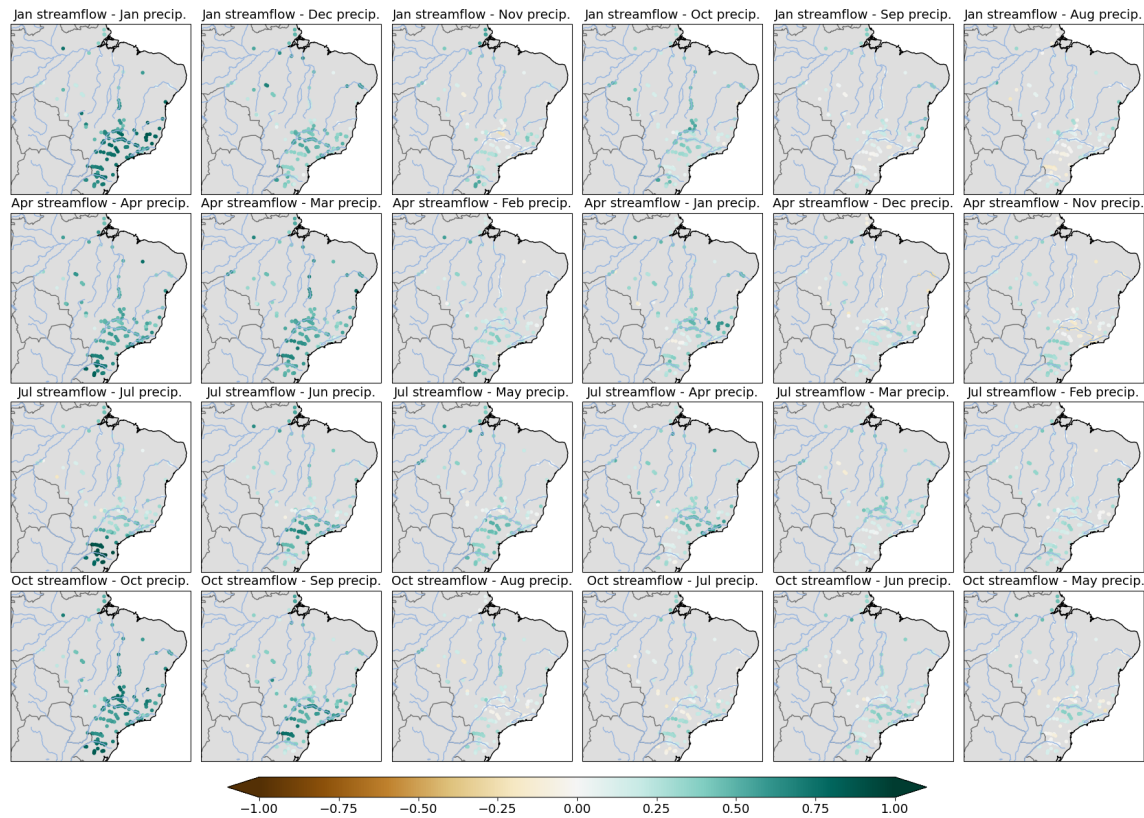 Jan streamflow - Jan precip. Jan streamflow - Dec precip. Jan streamflow - Nov precip. Jan streamflow - Oct precip. Jan streamflow - Sep precip. Jan streamflow - Aug precip.
Apr streamflow - Apr precip. Apr streamflow - Mar precip. Apr streamflow - Feb precip. Apr streamflow - Jan precip. Apr streamflow - Dec precip. Apr streamflow - Nov precip.
Jul streamflow - Jul precip. Jul streamflow - Jun precip. Jul streamflow - May precip. Jul streamflow - Apr precip. Jul streamflow - Mar precip. Jul streamflow - Feb precip.
Oct streamflow - Oct precip. Oct streamflow - Sep precip. Oct streamflow - Aug precip. Oct streamflow - Jul precip. Oct streamflow - Jun precip. Oct streamflow - May precip.
−1.00 −0.75 −0.50 −0.25 0.00 0.25 0.50 0.75 1.00